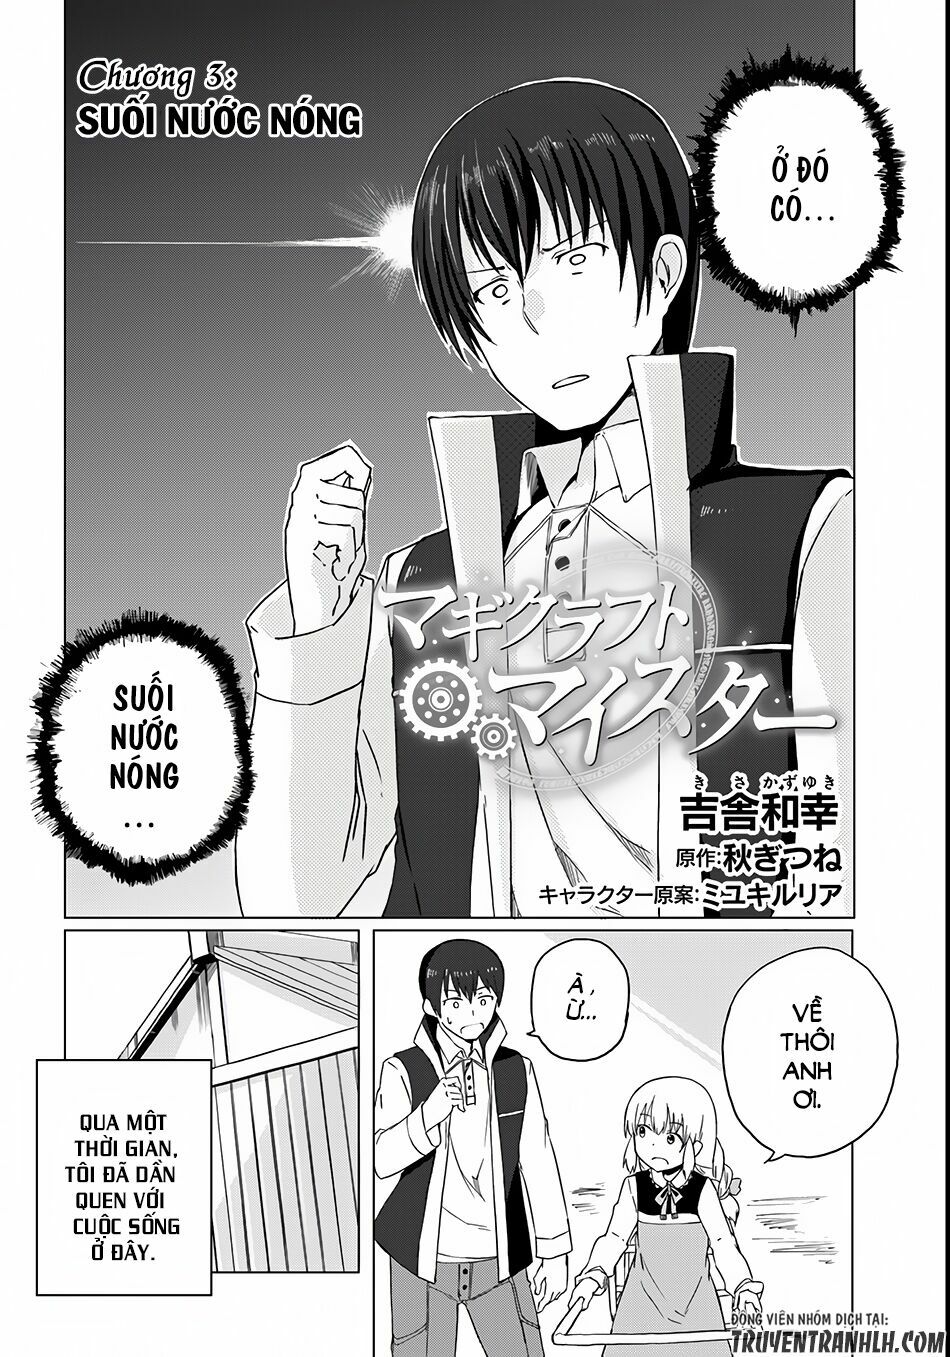 Chương 3:
SUỐI NƯỚC NÓNG
Ở ĐÓ
CÓ...
SUỐI
NƯỚC
NÓNG
...
マギクラフト
マイスター
きさかずゆき
吉舎和幸
原作:秋ぎつね
キャラクター原案:ミユキルリア
VỀ
THÔI
ANH
ƠI.
À,
Ừ...
QUA MỘT
THỜI GIAN,
TÔI ĐÃ DẦN
QUEN VỚI
CUỘC SỐNG
Ở ĐÂY.
ĐỘNG VIÊN NHÓM DỊCH TẠI:
TRUYENTRANHLH.COM